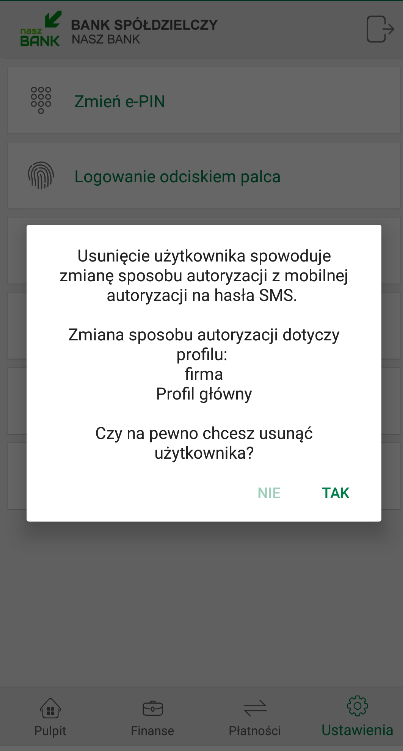 nasz
BANK
BANK SPÓŁDZIELCZY
NASZ BANK
Zmień e-PIN
Logowanie odciskiem palca
Usunięcie użytkownika spowoduje
zmianę sposobu autoryzacji z mobilnej
autoryzacji na hasła SMS.
Zmiana sposobu autoryzacji dotyczy
profilu:
firma
Profil główny
Czy na pewno chcesz usunąć
użytkownika?
NIE TAK
Pulpit Finanse Płatności Ustawienia